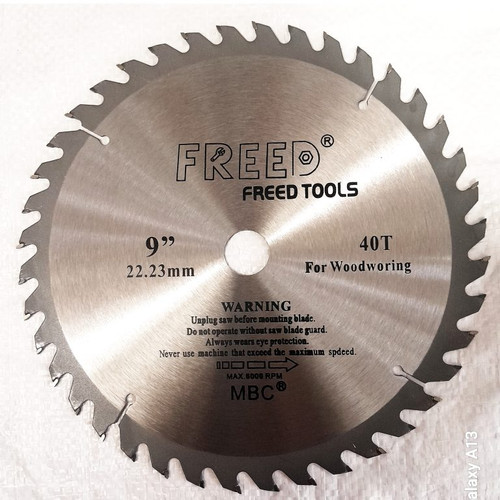 FREED®
FREED TOOLS
9” 40T
22.23mm For Woodworing
WARNING
Unplug saw before mounting blade.
Do not operate without saw blade guard.
Always wears eye protection.
Never use machine that exceed the maximum spdeed.
MAX.6000 RPM
MBC®
alaxy A13